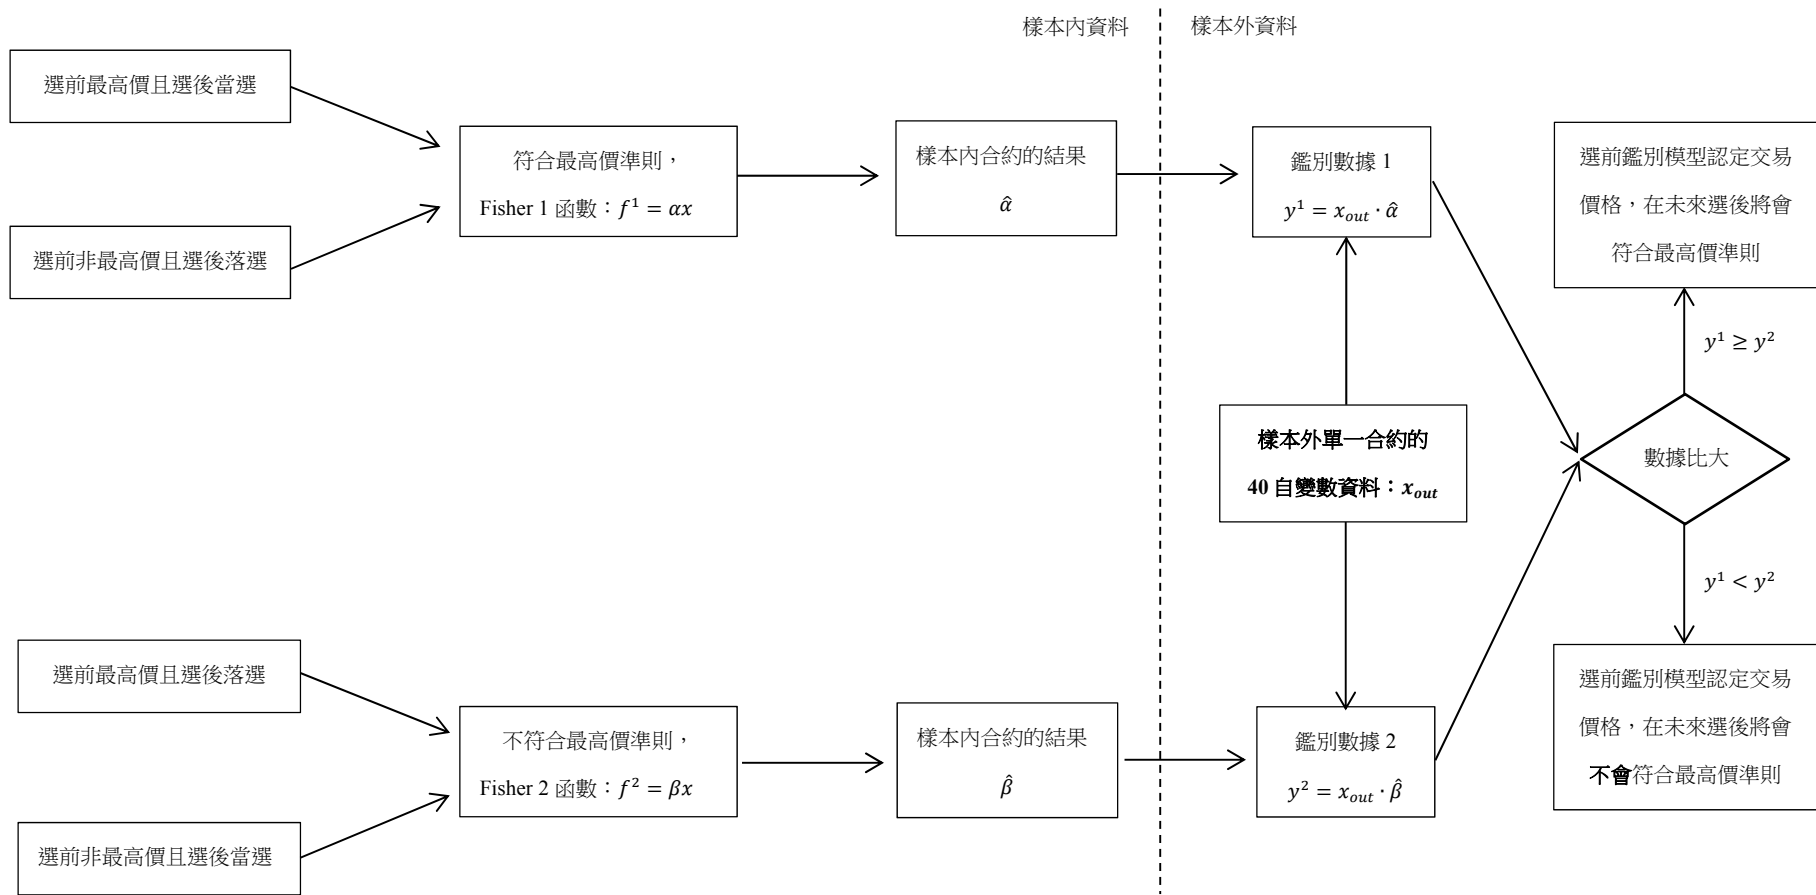 樣本內資料
樣本外資料
選前最高價且選後當選
選前非最高價且選後落選
符合最高價準則，
Fisher 1 函數：f¹ = αx
樣本內合約的結果
α̂
鑑別數據 1
y¹ = x_out · α̂
選前鑑別模型認定交易
價格，在未來選後將會
符合最高價準則
y¹ ≥ y²
樣本外單一合約的
40 自變數資料：x_out
數據比大
y¹ < y²
選前最高價且選後落選
選前非最高價且選後當選
不符合最高價準則，
Fisher 2 函數：f² = βx
樣本內合約的結果
β̂
鑑別數據 2
y² = x_out · β̂
選前鑑別模型認定交易
價格，在未來選後將會
不會符合最高價準則